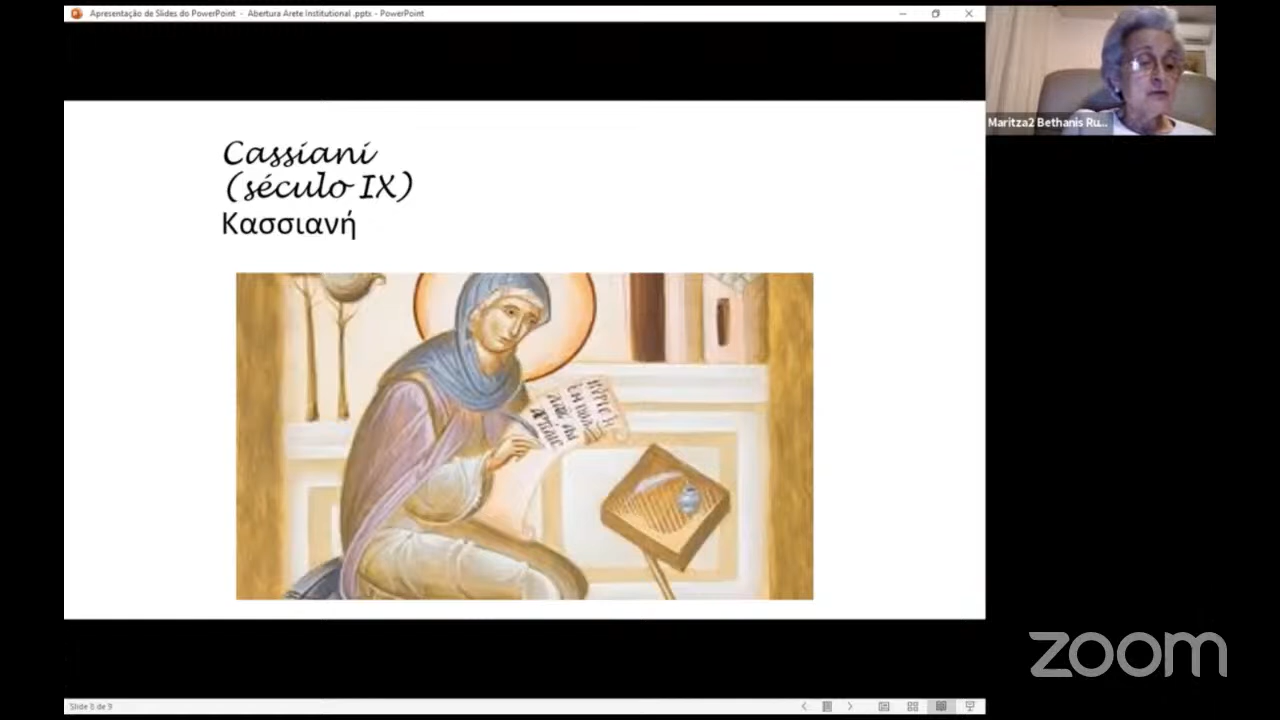 Apresentação de Slides do PowerPoint - Abertura Arete Institutional .pptx - PowerPoint
Maritza2 Bethanis Ru...
Cassiani
(século IX)
Κασσιανή
zoom